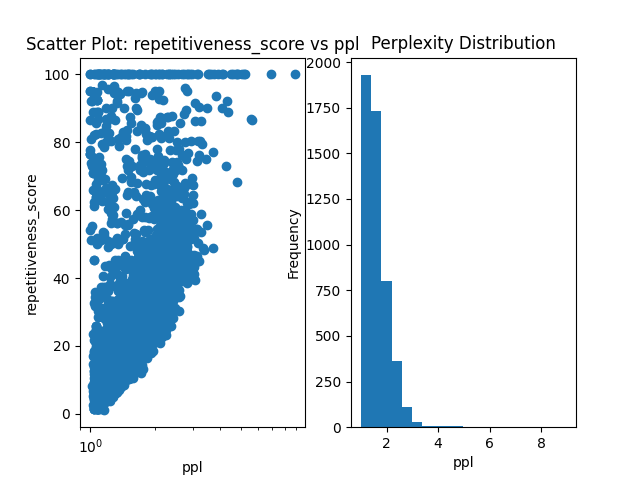 Scatter Plot: repetitiveness_score vs ppl
100
80
60
40
20
0
repetitiveness_score
10⁰
ppl
Perplexity Distribution
2000
1750
1500
1250
1000
750
500
250
0
Frequency
2 4 6 8
ppl